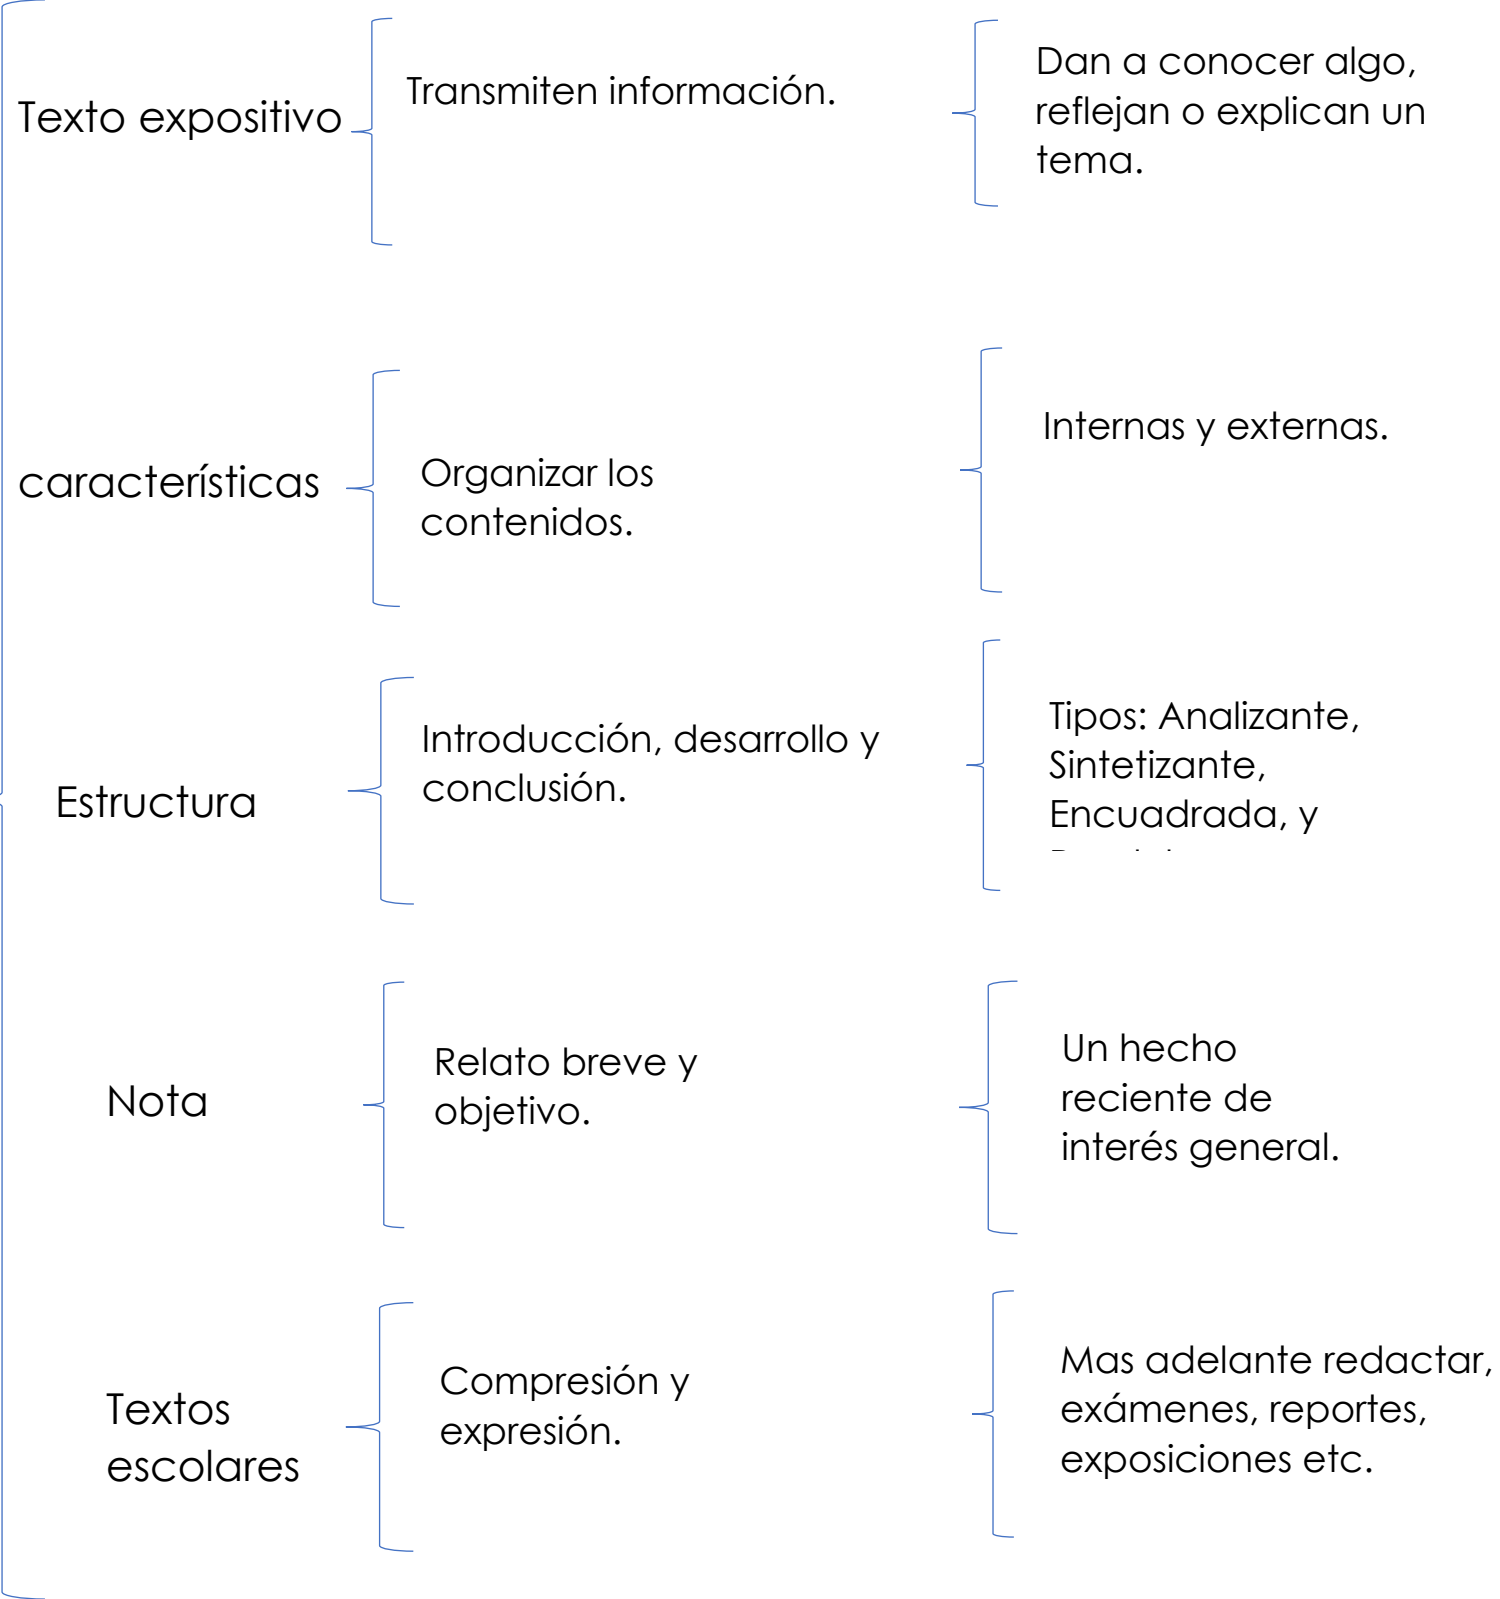 Texto expositivo
Transmiten información.
Dan a conocer algo,
reflejan o explican un
tema.
características
Organizar los
contenidos.
Internas y externas.
Estructura
Introducción, desarrollo y
conclusión.
Tipos: Analizante,
Sintetizante,
Encuadrada, y
Nota
Relato breve y
objetivo.
Un hecho
reciente de
interés general.
Textos
escolares
Compresión y
expresión.
Mas adelante redactar,
exámenes, reportes,
exposiciones etc.